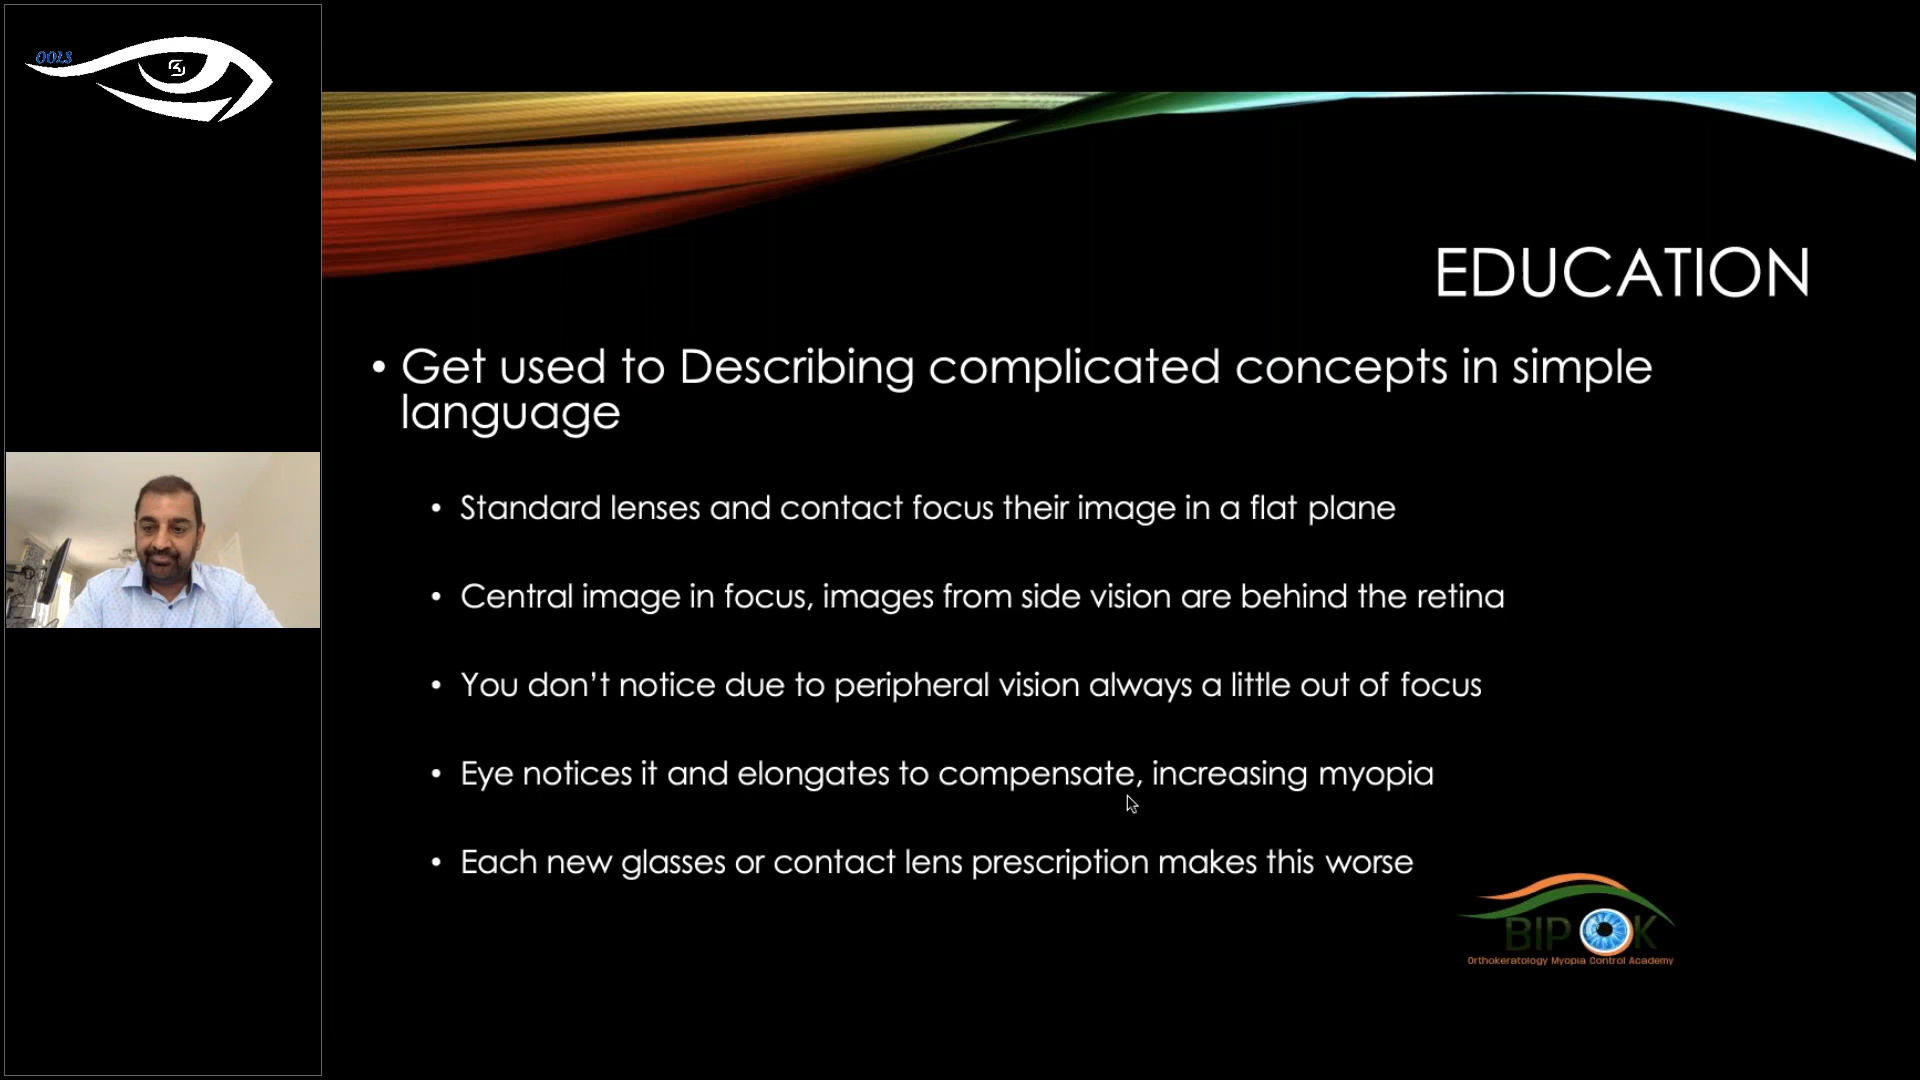 OOLS
EDUCATION
• Get used to Describing complicated concepts in simple
language
• Standard lenses and contact focus their image in a flat plane
• Central image in focus, images from side vision are behind the retina
• You don’t notice due to peripheral vision always a little out of focus
• Eye notices it and elongates to compensate, increasing myopia
• Each new glasses or contact lens prescription makes this worse
BIPOK
Orthokeratology Myopia Control Academy